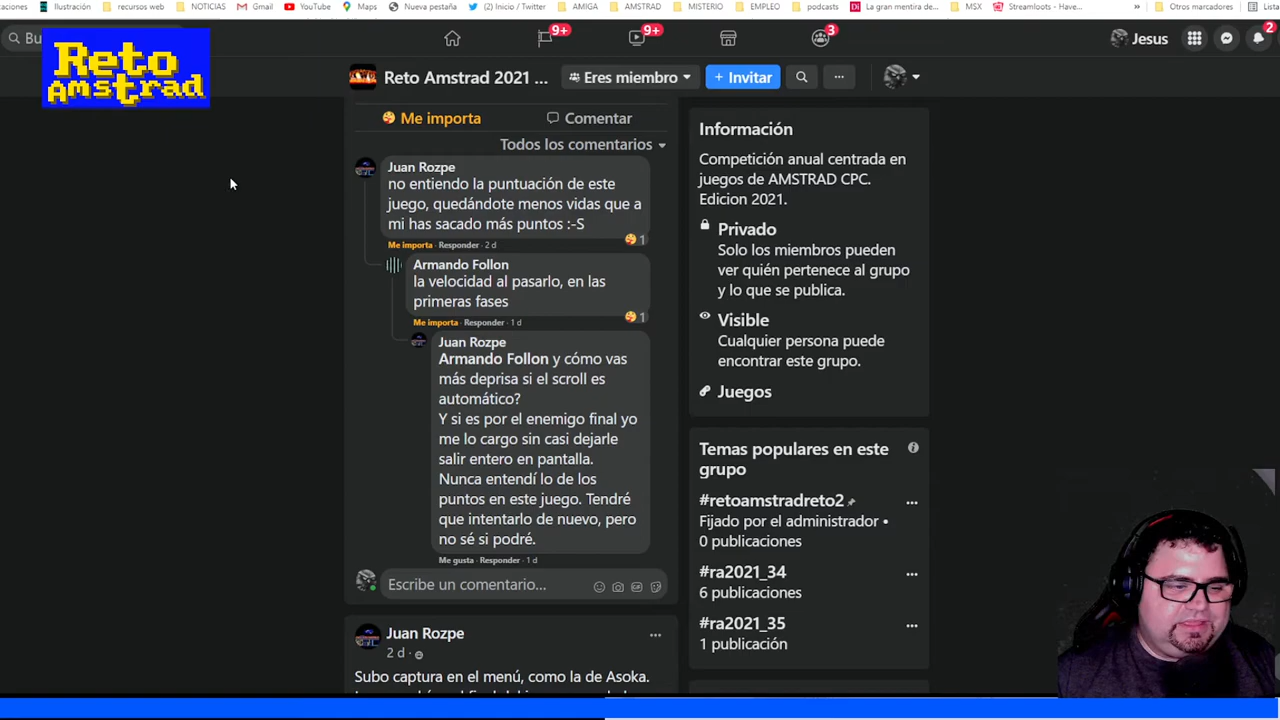 caciones
Ilustración
recursos web
NOTICIAS
Gmail
YouTube
Maps
Nueva pestaña
(2) Inicio / Twitter
AMIGA
AMSTRAD
MISTERIO
EMPLEO
podcasts
La gran mentira de...
MSX
Streamloots - Have...
Otros marcadores
Lista
Bu
Reto
Amstrad
9+
9+
3
Jesus
2
Reto Amstrad 2021 ...
Eres miembro
+ Invitar
Me importa
Comentar
Todos los comentarios
Juan Rozpe
no entiendo la puntuación de este
juego, quedándote menos vidas que a
mi has sacado más puntos :-S
Me importa · Responder · 2 d
1
Armando Follon
la velocidad al pasarlo, en las
primeras fases
Me importa · Responder · 1 d
1
Juan Rozpe
Armando Follon y cómo vas
más deprisa si el scroll es
automático?
Y si es por el enemigo final yo
me lo cargo sin casi dejarle
salir entero en pantalla.
Nunca entendí lo de los
puntos en este juego. Tendré
que intentarlo de nuevo, pero
no sé si podré.
Me gusta · Responder · 1 d
Escribe un comentario...
Juan Rozpe
2 d ·
Subo captura en el menú, como la de Asoka.
Información
Competición anual centrada en
juegos de AMSTRAD CPC.
Edicion 2021.
Privado
Solo los miembros pueden
ver quién pertenece al grupo
y lo que se publica.
Visible
Cualquier persona puede
encontrar este grupo.
Juegos
Temas populares en este
grupo
#retoamstradreto2
Fijado por el administrador •
0 publicaciones
#ra2021_34
6 publicaciones
#ra2021_35
1 publicación